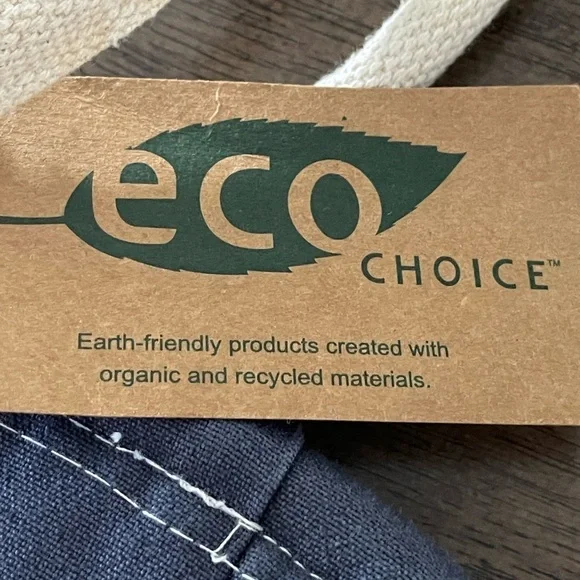 eco
CHOICE™
Earth-friendly products created with
organic and recycled materials.